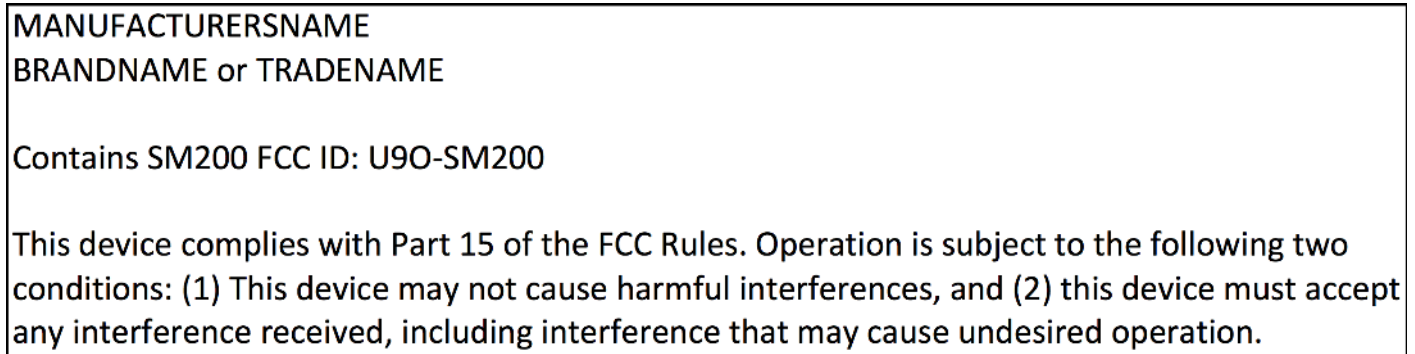 MANUFACTURERSNAME
BRANDNAME or TRADENAME
Contains SM200 FCC ID: U9O-SM200
This device complies with Part 15 of the FCC Rules. Operation is subject to the following two
conditions: (1) This device may not cause harmful interferences, and (2) this device must accept
any interference received, including interference that may cause undesired operation.